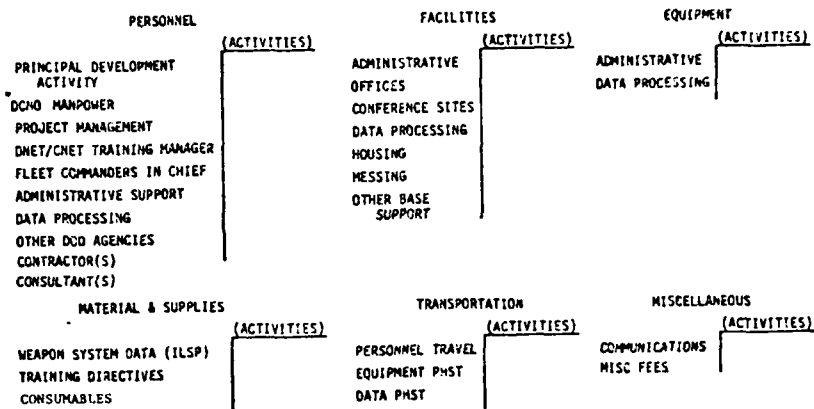 PERSONNEL
(ACTIVITIES)
PRINCIPAL DEVELOPMENT
ACTIVITY
DCNO MANPOWER
PROJECT MANAGEMENT
DNET/CNET TRAINING MANAGER
FLEET COMMANDERS IN CHIEF
ADMINISTRATIVE SUPPORT
DATA PROCESSING
OTHER DOD AGENCIES
CONTRACTOR(S)
CONSULTANT(S)
FACILITIES
(ACTIVITIES)
ADMINISTRATIVE
OFFICES
CONFERENCE SITES
DATA PROCESSING
HOUSING
MESSING
OTHER BASE
SUPPORT
EQUIPMENT
(ACTIVITIES)
ADMINISTRATIVE
DATA PROCESSING
MATERIAL & SUPPLIES
(ACTIVITIES)
WEAPON SYSTEM DATA (ILSP)
TRAINING DIRECTIVES
CONSUMABLES
TRANSPORTATION
(ACTIVITIES)
PERSONNEL TRAVEL
EQUIPMENT PHST
DATA PHST
MISCELLANEOUS
(ACTIVITIES)
COMMUNICATIONS
MISC FEES